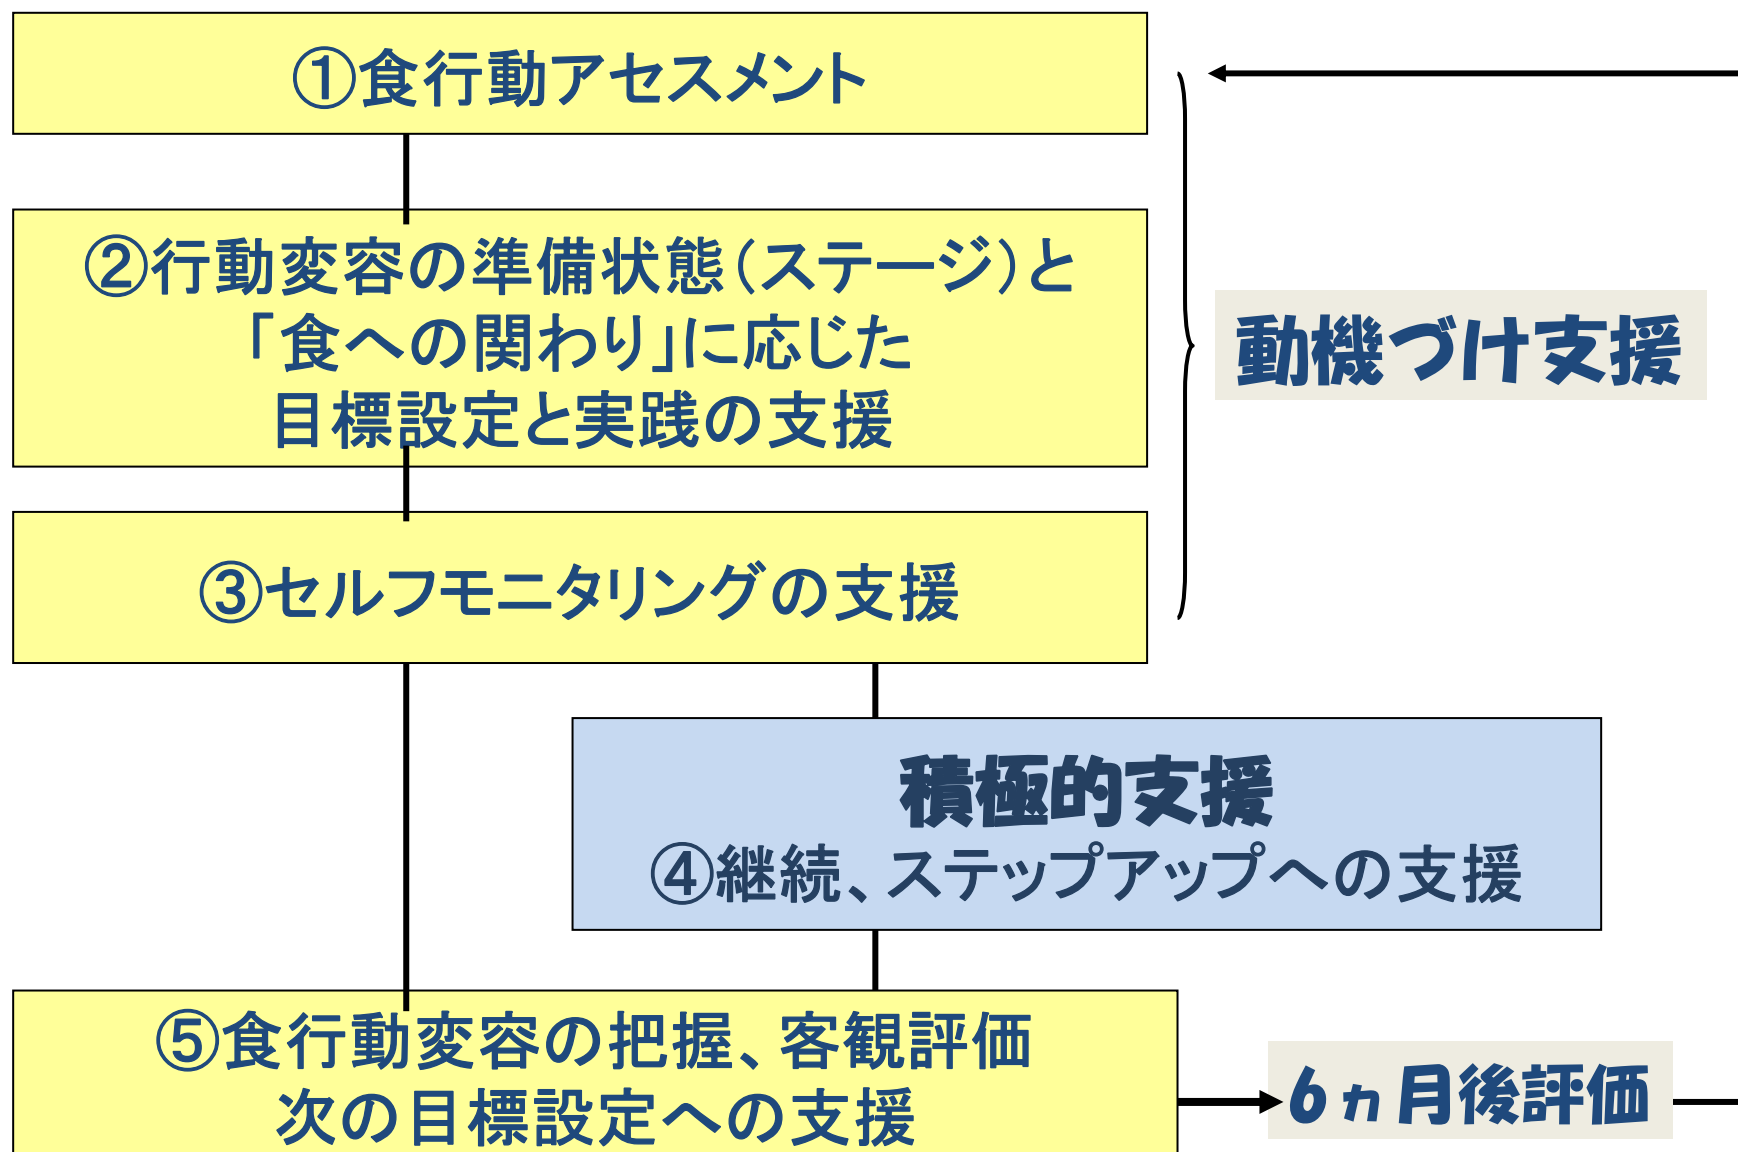 ①食行動アセスメント
②行動変容の準備状態（ステージ）と
「食への関わり」に応じた
目標設定と実践の支援
動機づけ支援
③セルフモニタリングの支援
積極的支援
④継続、ステップアップへの支援
⑤食行動変容の把握、客観評価
次の目標設定への支援
６ヵ月後評価